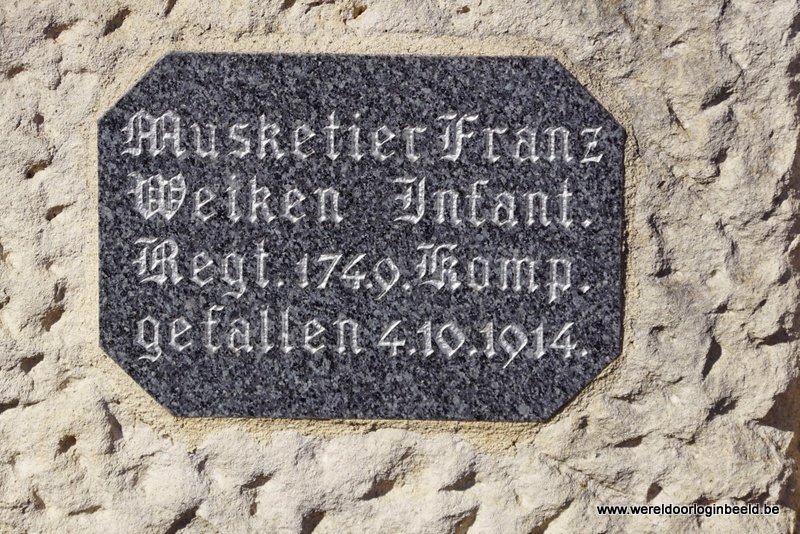 Musketier Franz
Weiken Infant.
Regt. 174.9. Komp.
gefallen 4.10.1914.
www.wereldoorloginbeeld.be